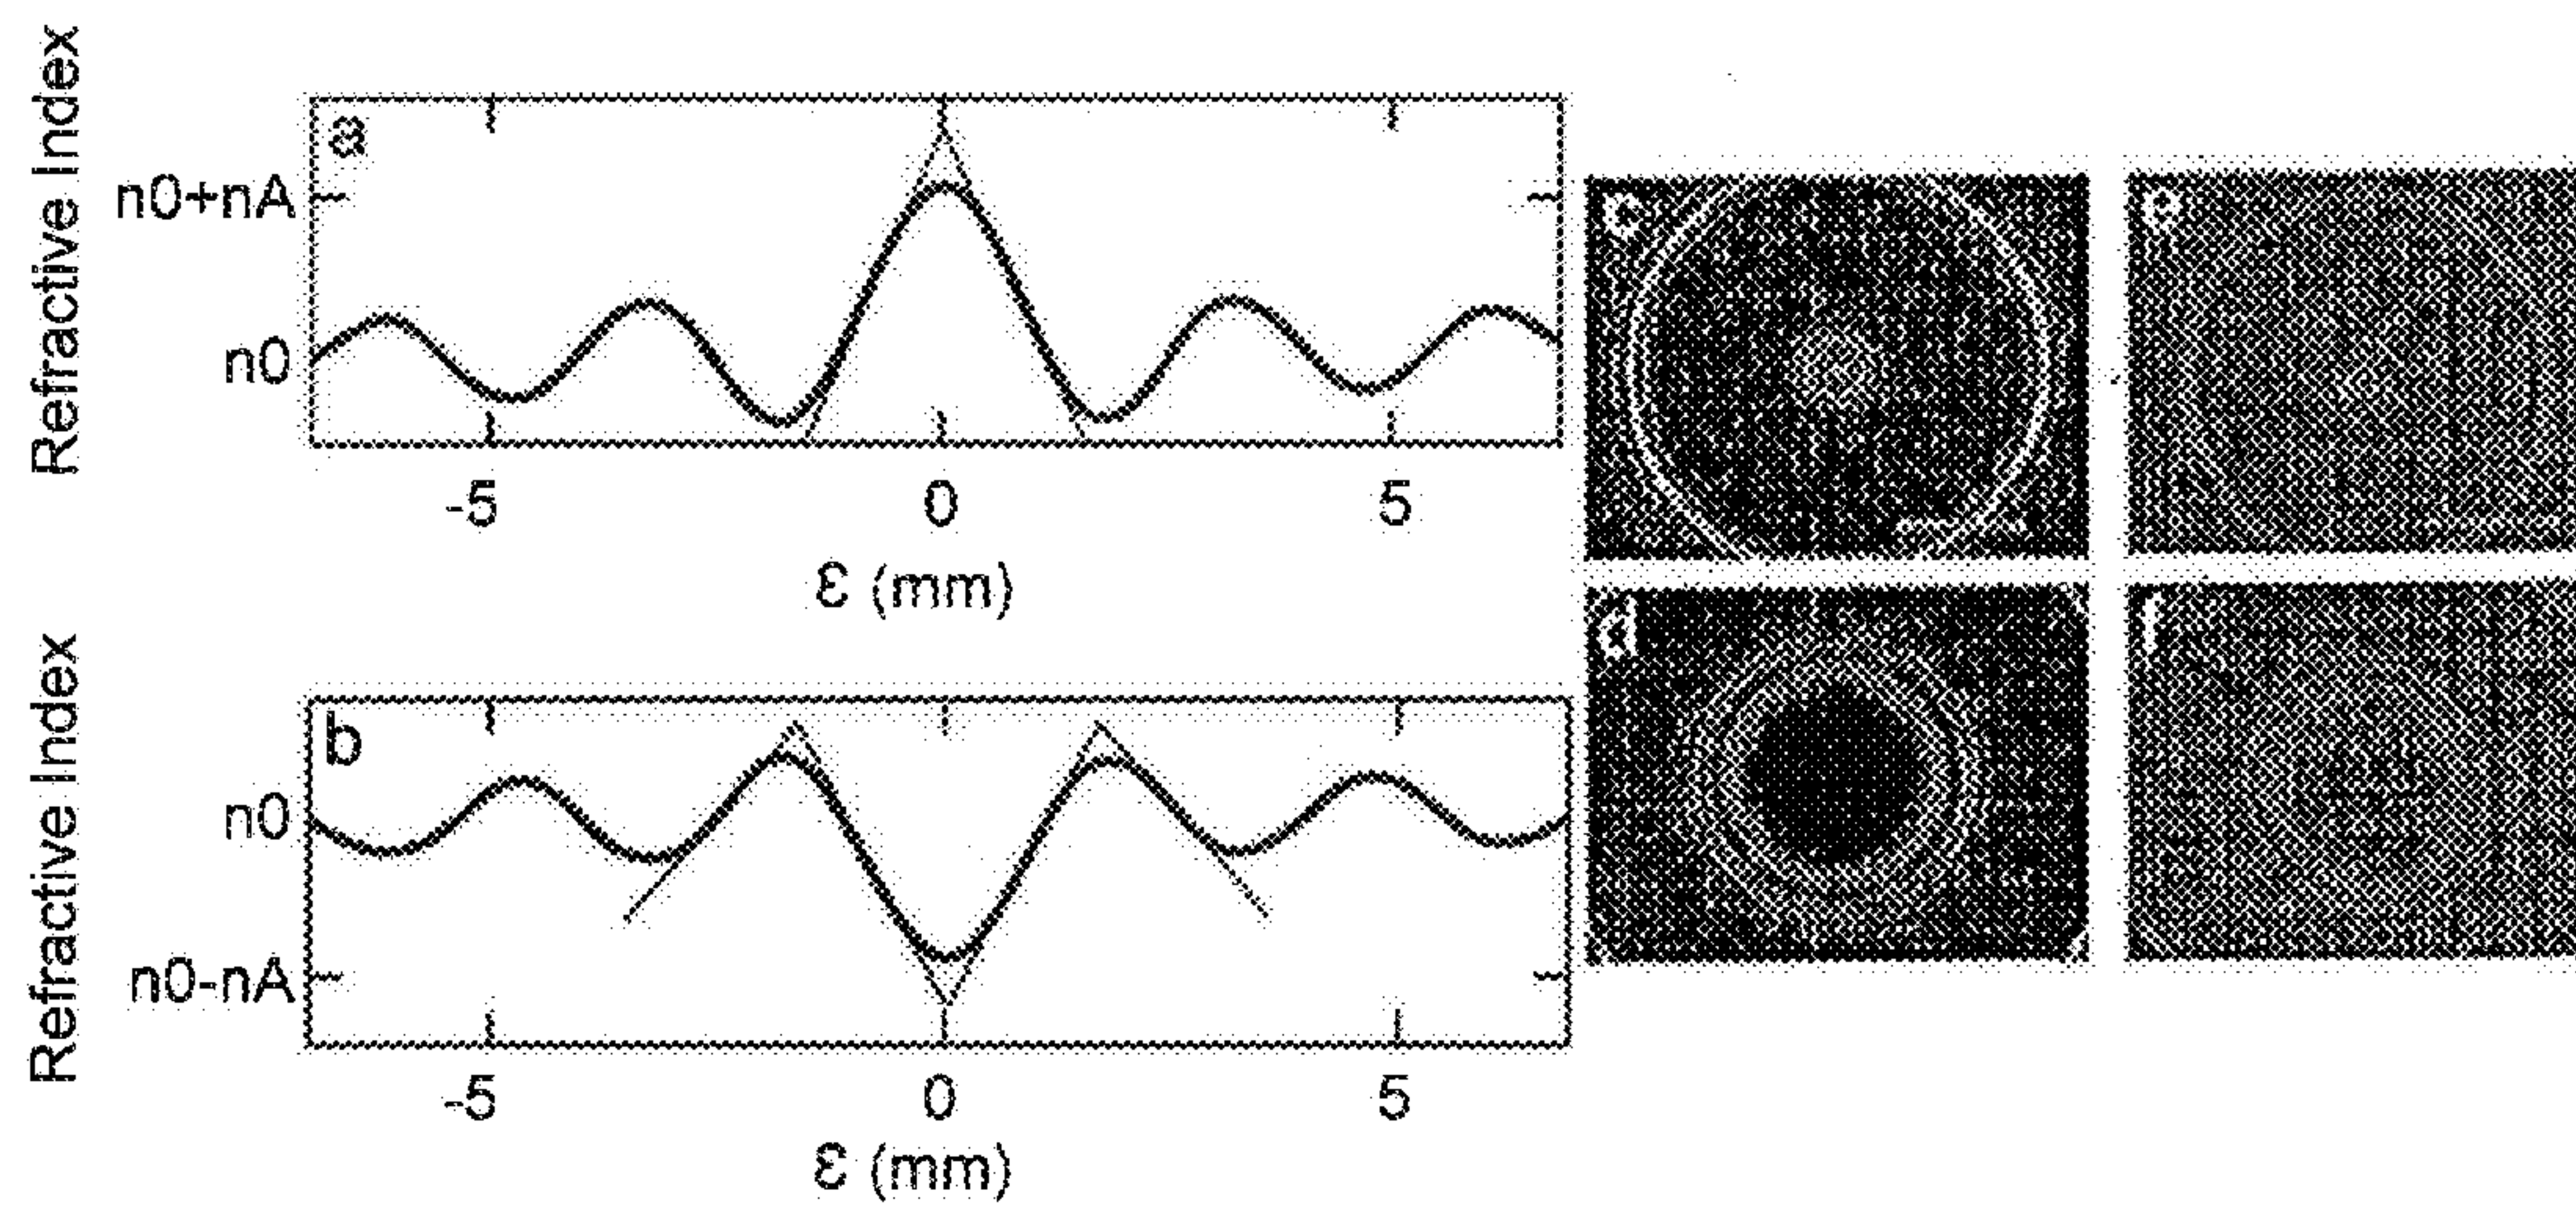 Refractive Index
a
n0+nA
n0
-5 0 5
ε (mm)
Refractive Index
b
n0
n0-nA
-5 0 5
ε (mm)
c
e
d
f